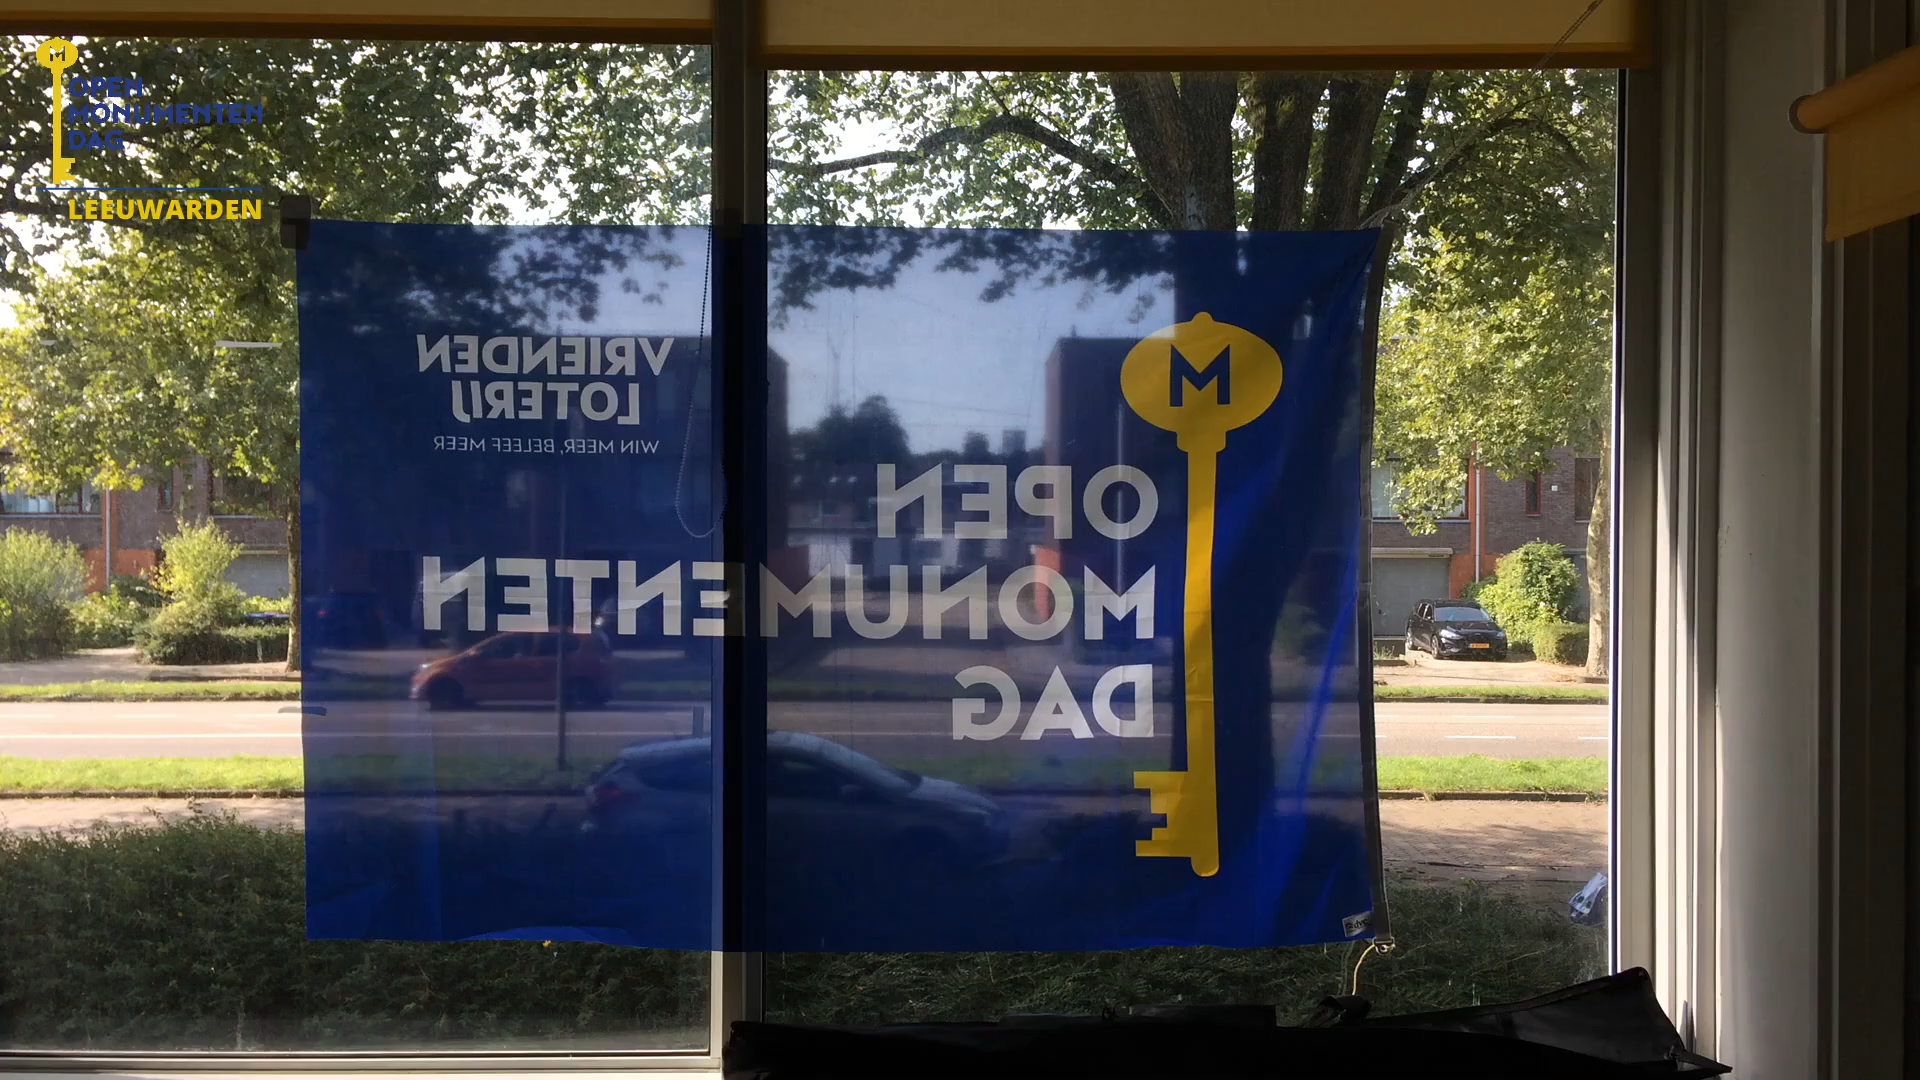 M
OPEN
MONUMENTEN
DAG
LEEUWARDEN
VRIENDEN
LOTERIJ
WIN MEER, BELEEF MEER
M
OPEN
MONUMENTEN
DAG